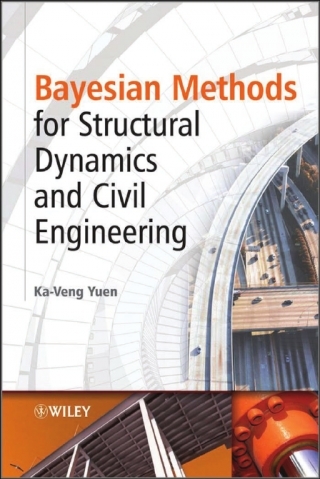 Bayesian Methods
for Structural
Dynamics
and Civil
Engineering
Ka-Veng Yuen
WILEY